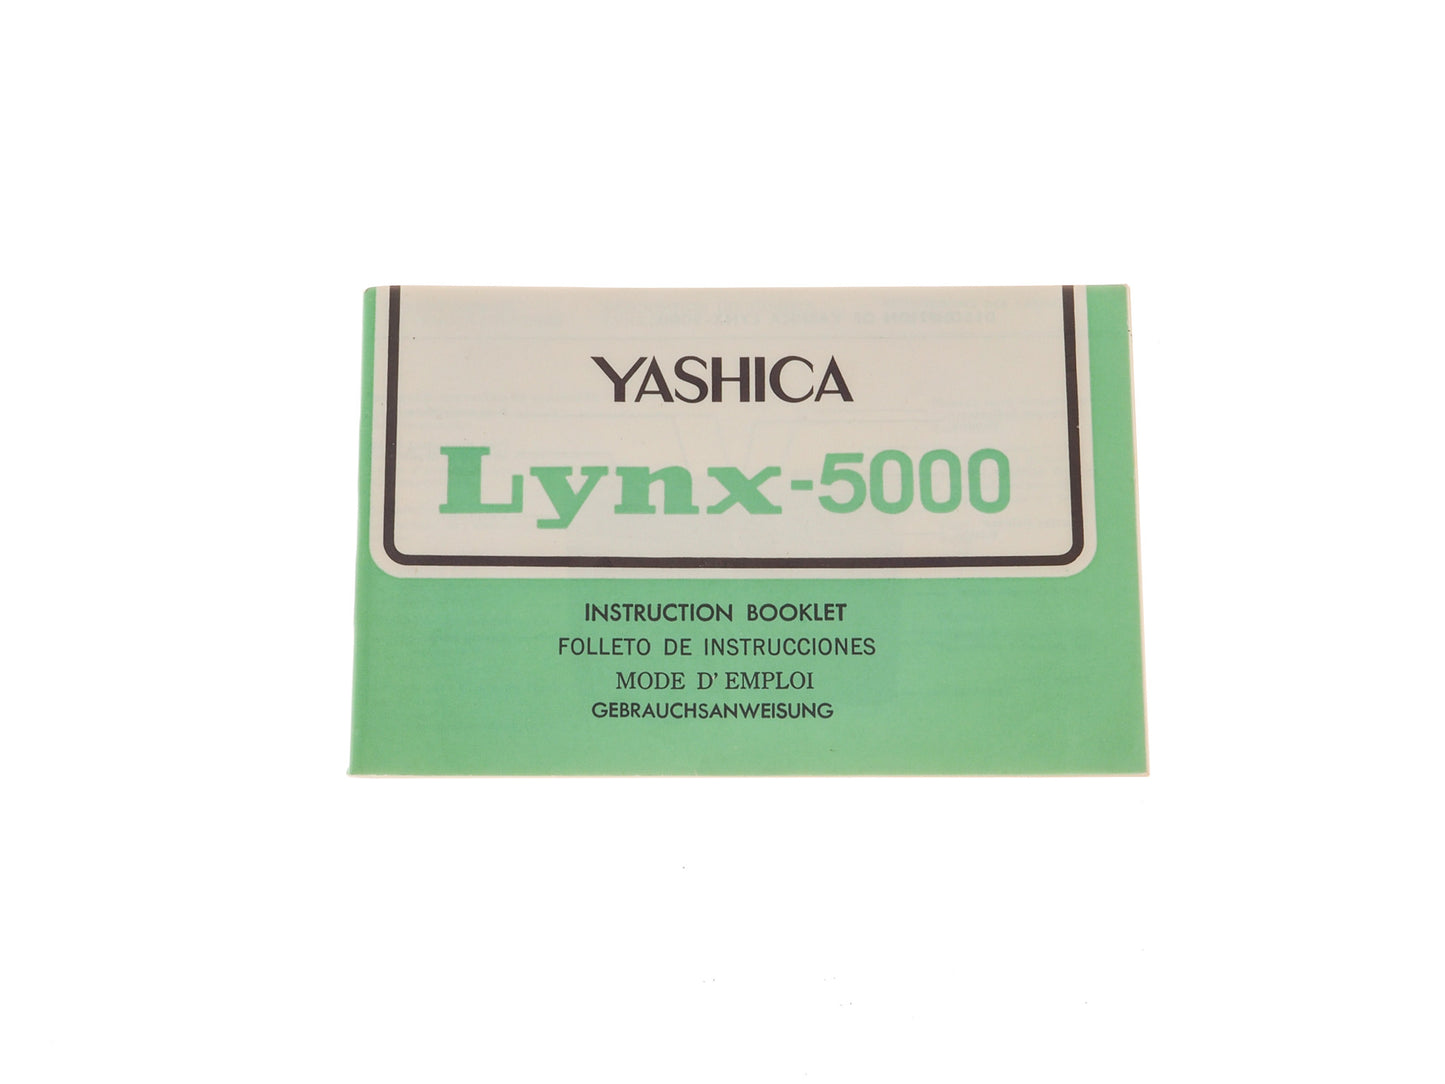 YASHICA
Lynx-5000
INSTRUCTION BOOKLET
FOLLETO DE INSTRUCCIONES
MODE D' EMPLOI
GEBRAUCHSANWEISUNG